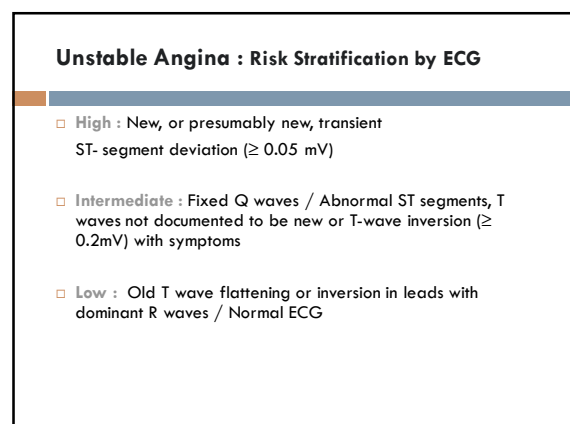 Unstable Angina : Risk Stratification by ECG
□ High : New, or presumably new, transient
ST- segment deviation (≥ 0.05 mV)
□ Intermediate : Fixed Q waves / Abnormal ST segments, T
waves not documented to be new or T-wave inversion (≥
0.2mV) with symptoms
□ Low : Old T wave flattening or inversion in leads with
dominant R waves / Normal ECG